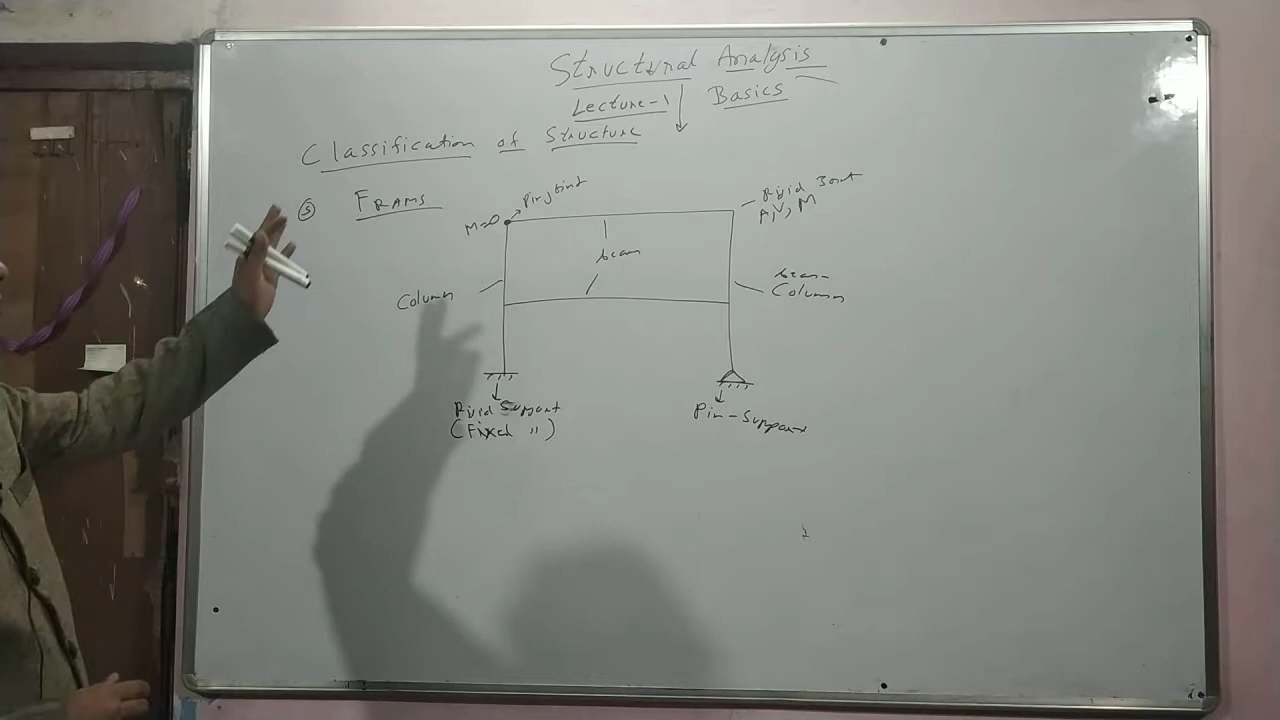 Structural Analysis
Lecture-1 Basics
Classification of Structure
5 FRAMS
Pin Joint
M=0
Rigid Joint
A, V, M
beam
Column
beam-
Column
Rigid Support
(Fixed ")
Pin-Support